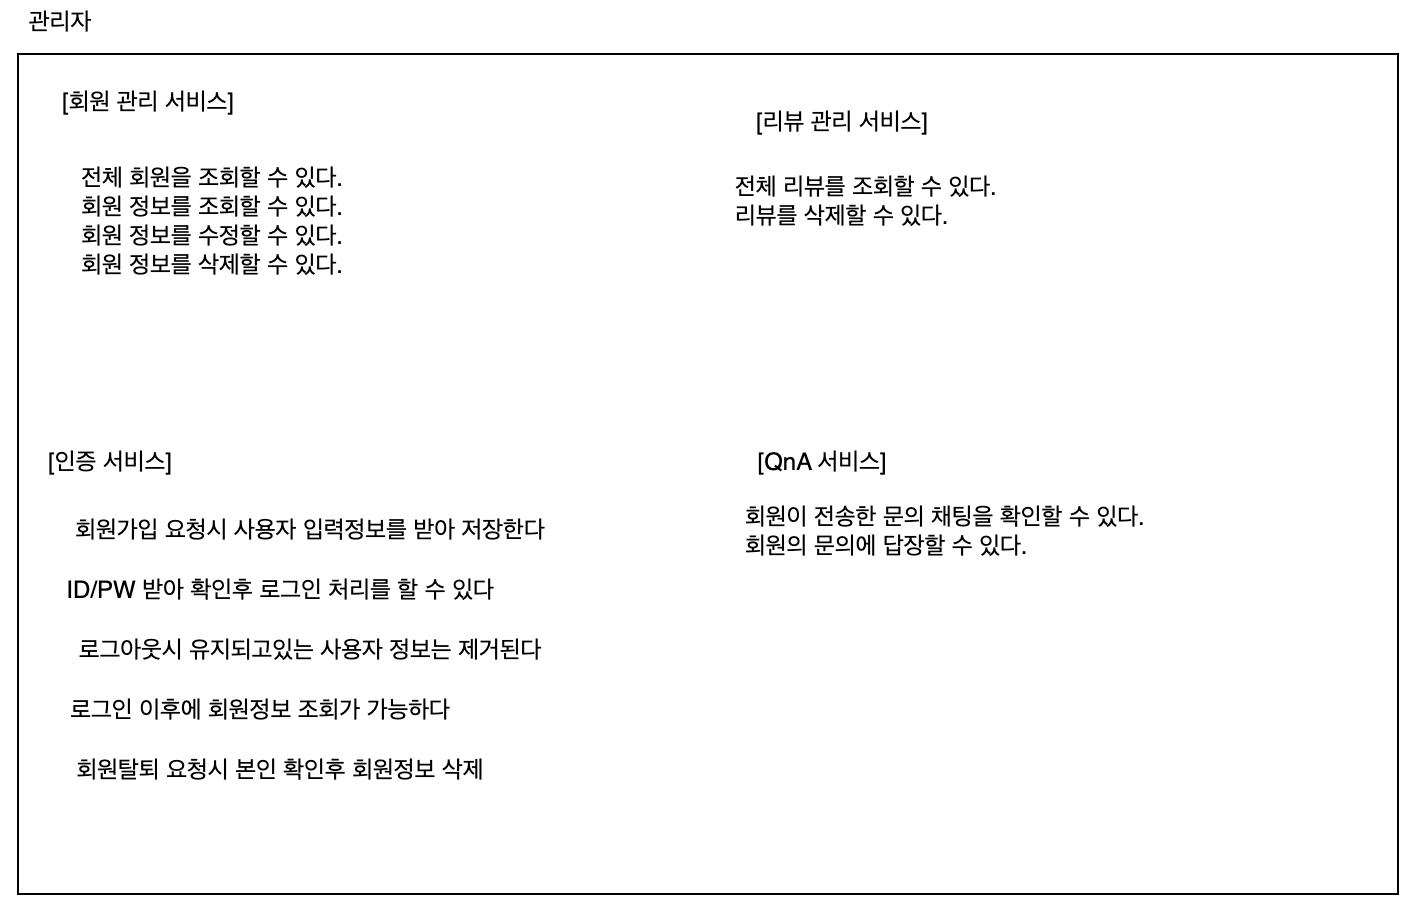 관리자
[회원 관리 서비스]
전체 회원을 조회할 수 있다.
회원 정보를 조회할 수 있다.
회원 정보를 수정할 수 있다.
회원 정보를 삭제할 수 있다.
[리뷰 관리 서비스]
전체 리뷰를 조회할 수 있다.
리뷰를 삭제할 수 있다.
[인증 서비스]
회원가입 요청시 사용자 입력정보를 받아 저장한다
ID/PW 받아 확인후 로그인 처리를 할 수 있다
로그아웃시 유지되고있는 사용자 정보는 제거된다
로그인 이후에 회원정보 조회가 가능하다
회원탈퇴 요청시 본인 확인후 회원정보 삭제
[QnA 서비스]
회원이 전송한 문의 채팅을 확인할 수 있다.
회원의 문의에 답장할 수 있다.